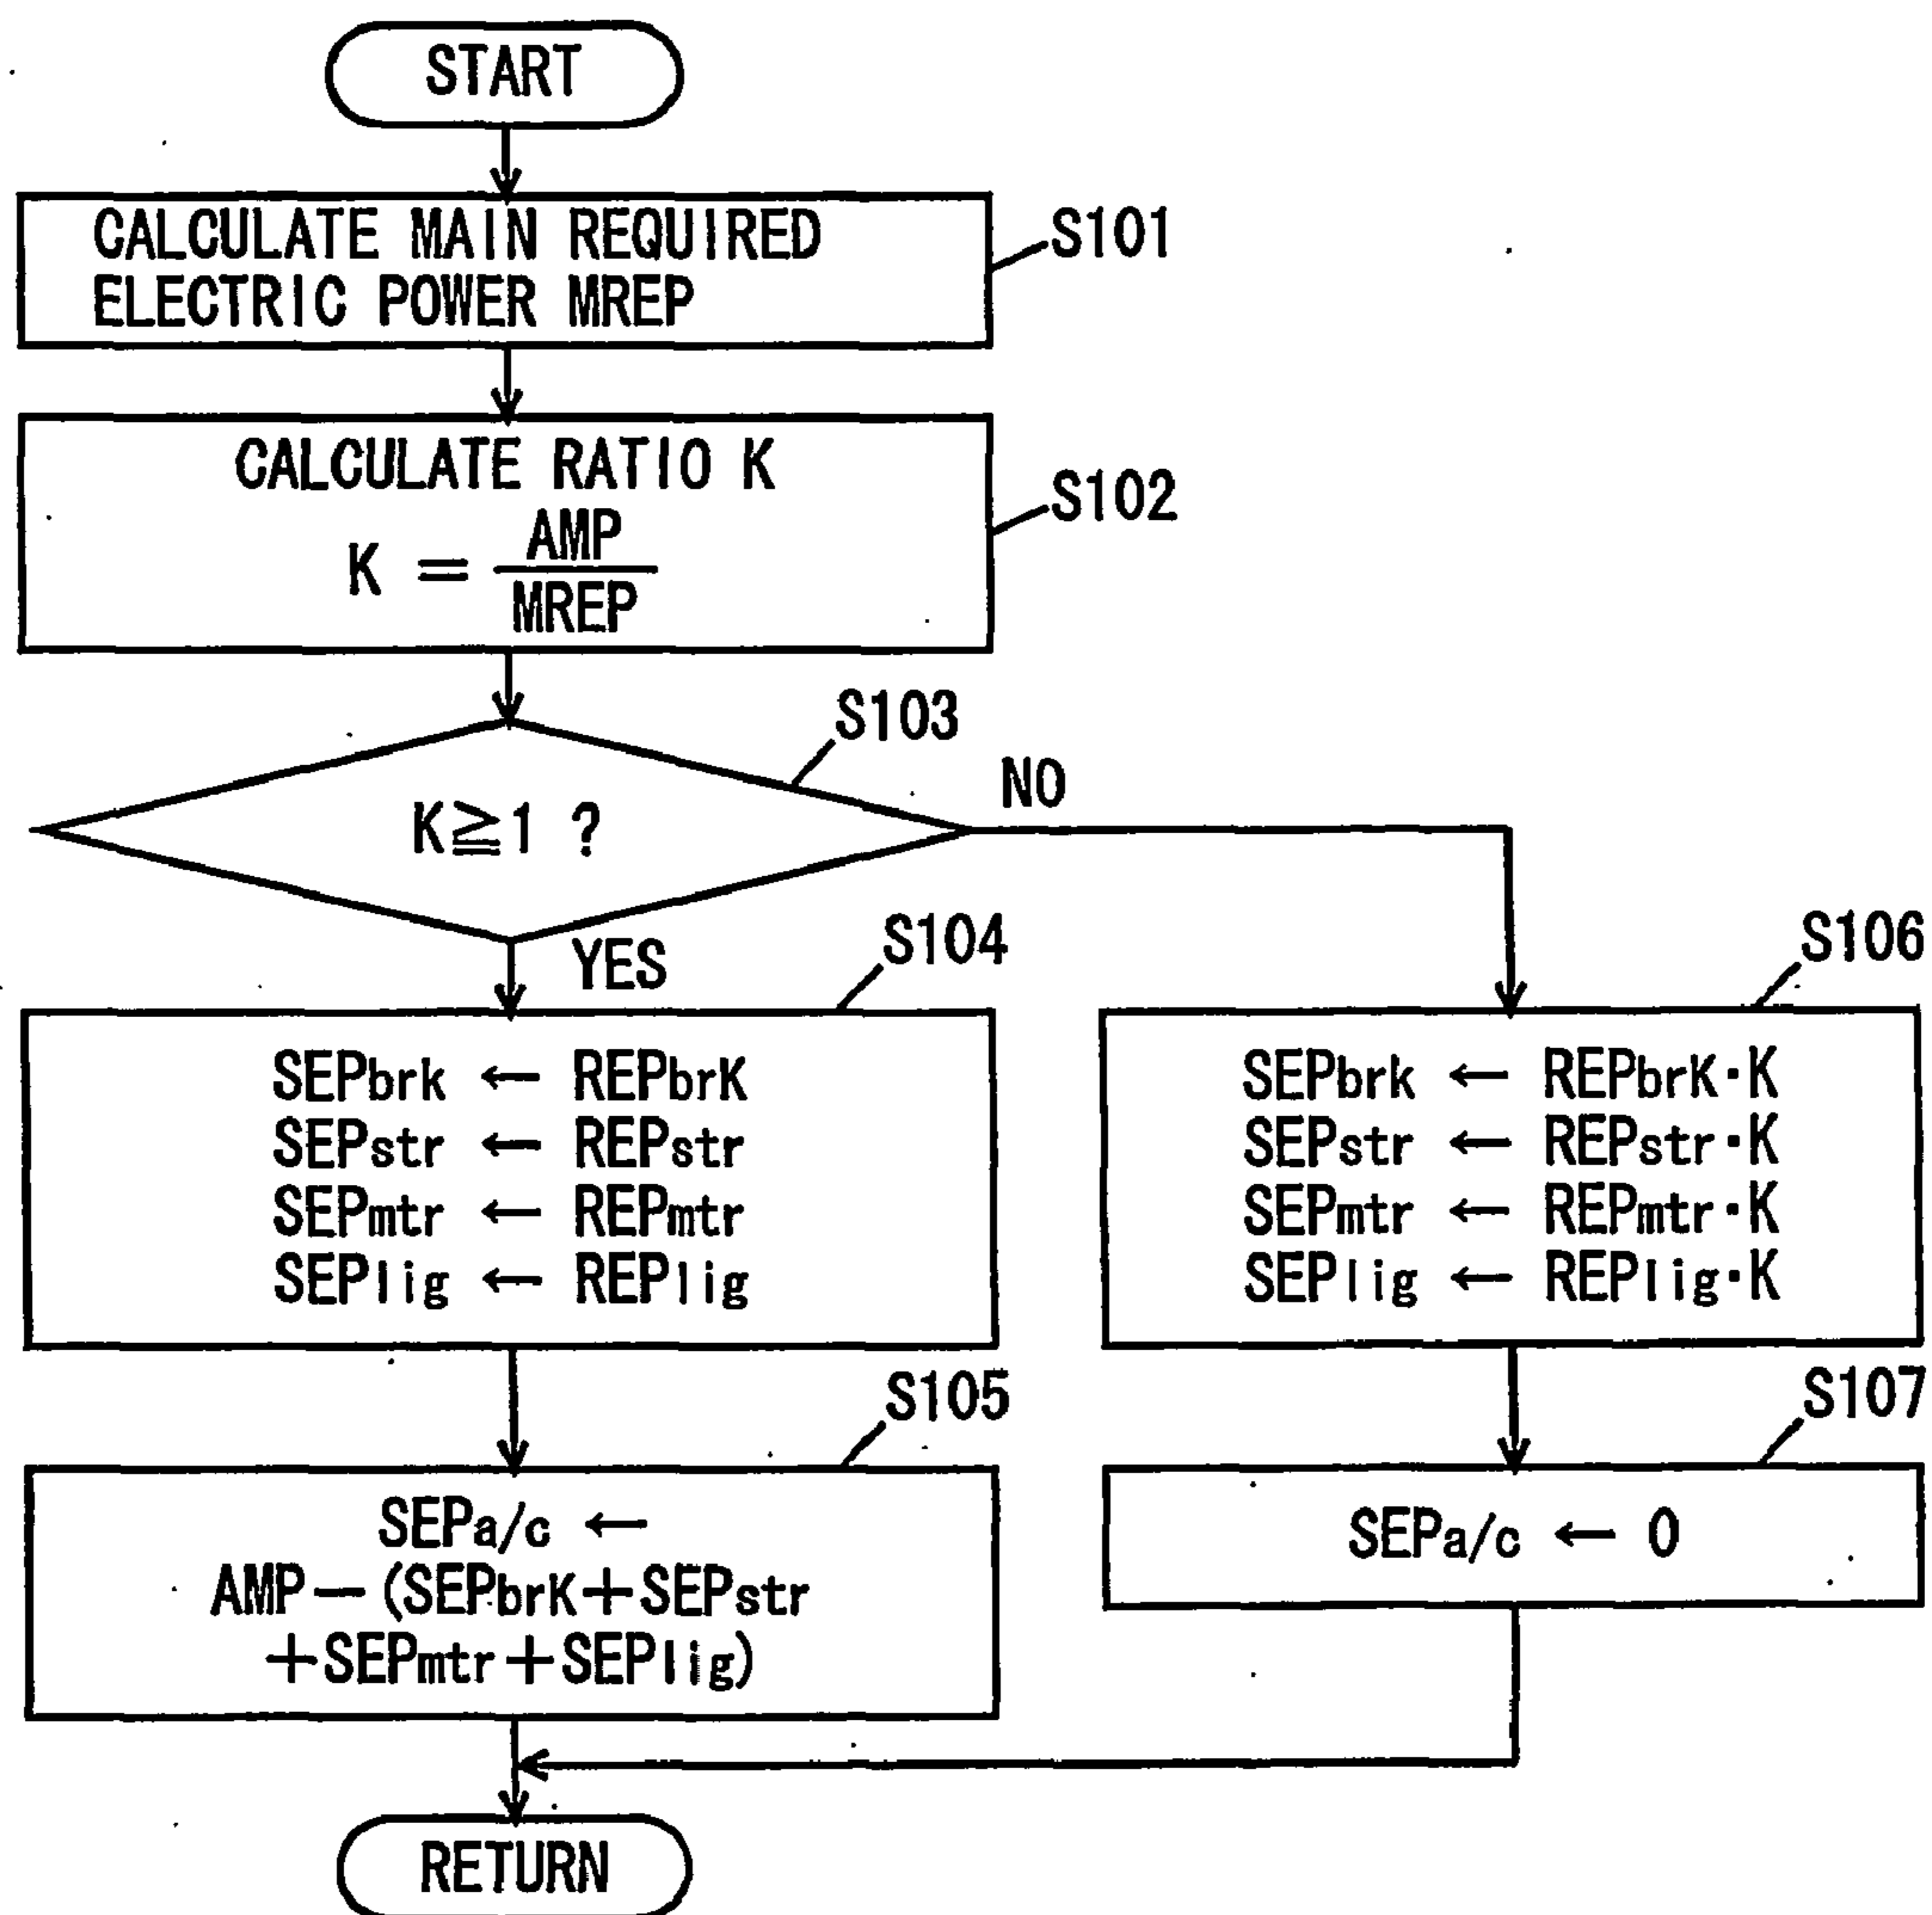 START
CALCULATE MAIN REQUIRED
ELECTRIC POWER MREP
S101
CALCULATE RATIO K
K = AMP
MREP
S102
S103
K≧1 ?
NO
YES
S104
SEPbrk ← REPbrK
SEPstr ← REPstr
SEPmtr ← REPmtr
SEPlig ← REPlig
S106
SEPbrk ← REPbrK·K
SEPstr ← REPstr·K
SEPmtr ← REPmtr·K
SEPlig ← REPlig·K
S105
SEPa/c ←
AMP－(SEPbrK＋SEPstr
＋SEPmtr＋SEPlig)
S107
SEPa/c ← 0
RETURN